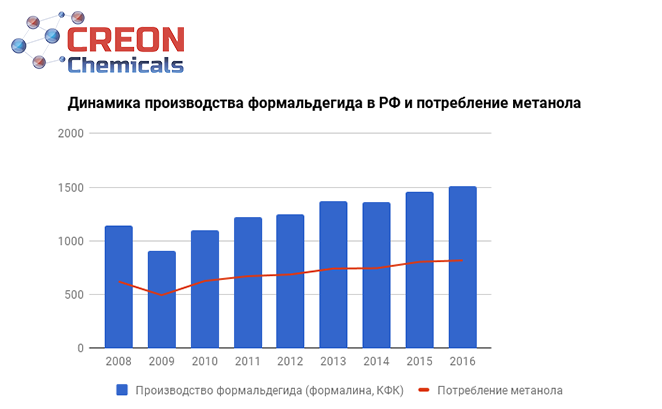 CREON
Chemicals
Динамика производства формальдегида в РФ и потребление метанола
2000
1500
1000
500
0
2008 2009 2010 2011 2012 2013 2014 2015 2016
Производство формальдегида (формалина, КФК) Потребление метанола